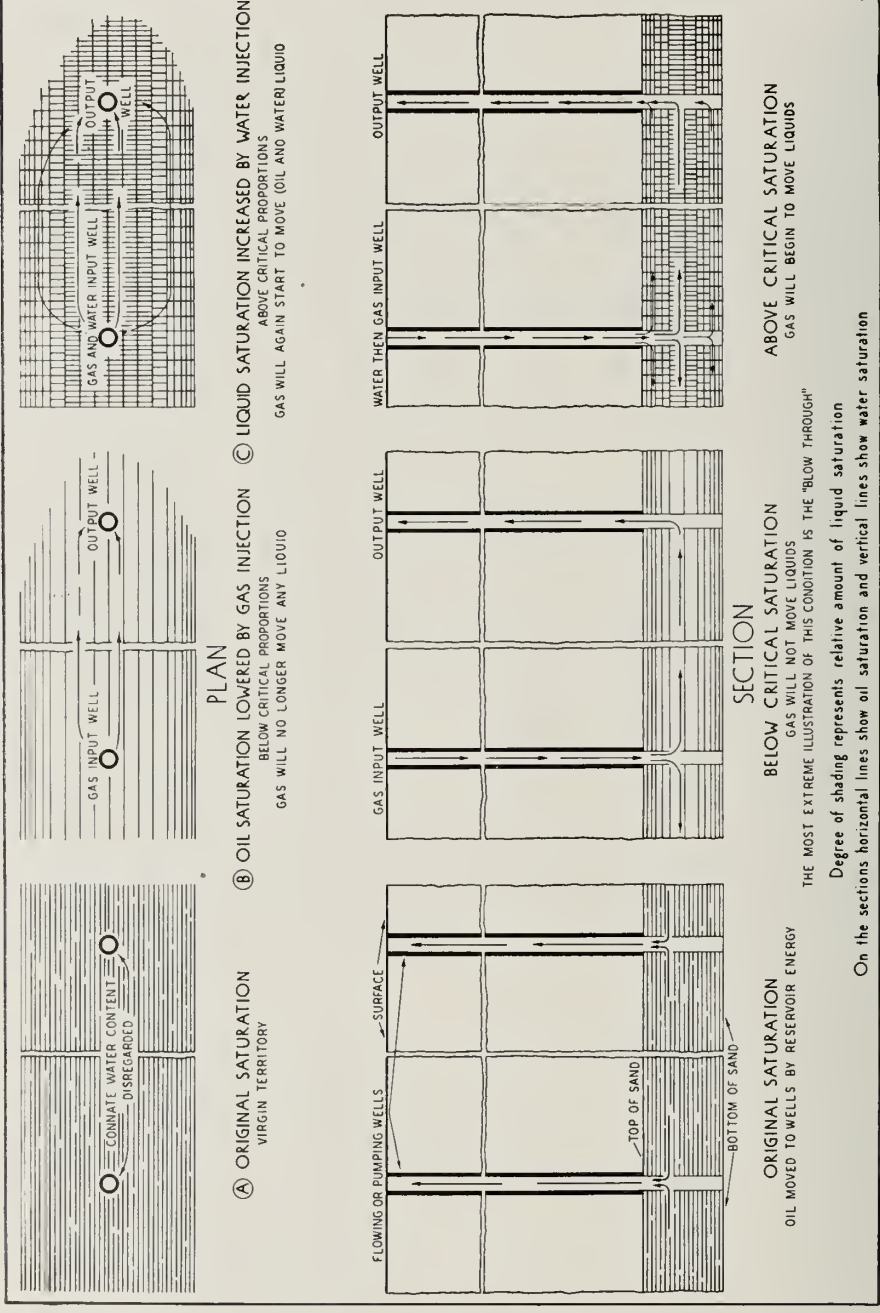 CONNATE WATER CONTENT
DISREGARDED
Ⓐ ORIGINAL SATURATION
VIRGIN TERRITORY
GAS INPUT WELL
OUTPUT WELL
PLAN
Ⓑ OIL SATURATION LOWERED BY GAS INJECTION
BELOW CRITICAL PROPORTIONS
GAS WILL NO LONGER MOVE ANY LIQUID
GAS AND WATER INPUT WELL
OUTPUT
WELL
Ⓒ LIQUID SATURATION INCREASED BY WATER INJECTION
ABOVE CRITICAL PROPORTIONS
GAS WILL AGAIN START TO MOVE (OIL AND WATER) LIQUID
FLOWING OR PUMPING WELLS
SURFACE
TOP OF SAND
BOTTOM OF SAND
ORIGINAL SATURATION
OIL MOVED TO WELLS BY RESERVOIR ENERGY
GAS INPUT WELL
OUTPUT WELL
SECTION
BELOW CRITICAL SATURATION
GAS WILL NOT MOVE LIQUIDS
THE MOST EXTREME ILLUSTRATION OF THIS CONDITION IS THE "BLOW THROUGH"
WATER THEN GAS INPUT WELL
OUTPUT WELL
ABOVE CRITICAL SATURATION
GAS WILL BEGIN TO MOVE LIQUIDS
Degree of shading represents relative amount of liquid saturation
On the sections horizontal lines show oil saturation and vertical lines show water saturation